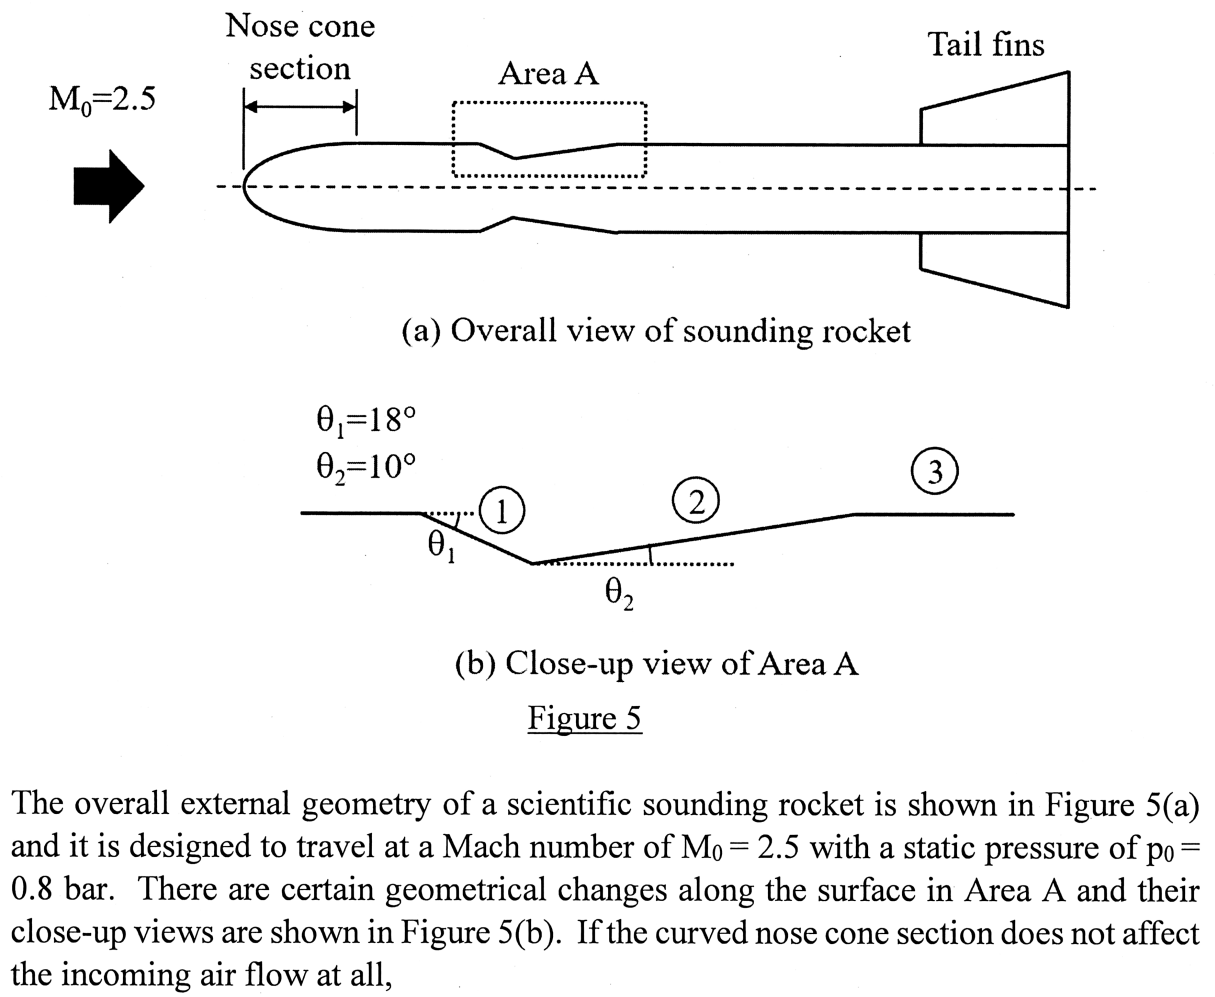 Nose cone
section
Tail fins
Area A
M₀=2.5
(a) Overall view of sounding rocket
θ₁=18°
θ₂=10°
1
2
3
θ₁
θ₂
(b) Close-up view of Area A
Figure 5
The overall external geometry of a scientific sounding rocket is shown in Figure 5(a)
and it is designed to travel at a Mach number of M₀ = 2.5 with a static pressure of p₀ =
0.8 bar. There are certain geometrical changes along the surface in Area A and their
close-up views are shown in Figure 5(b). If the curved nose cone section does not affect
the incoming air flow at all,